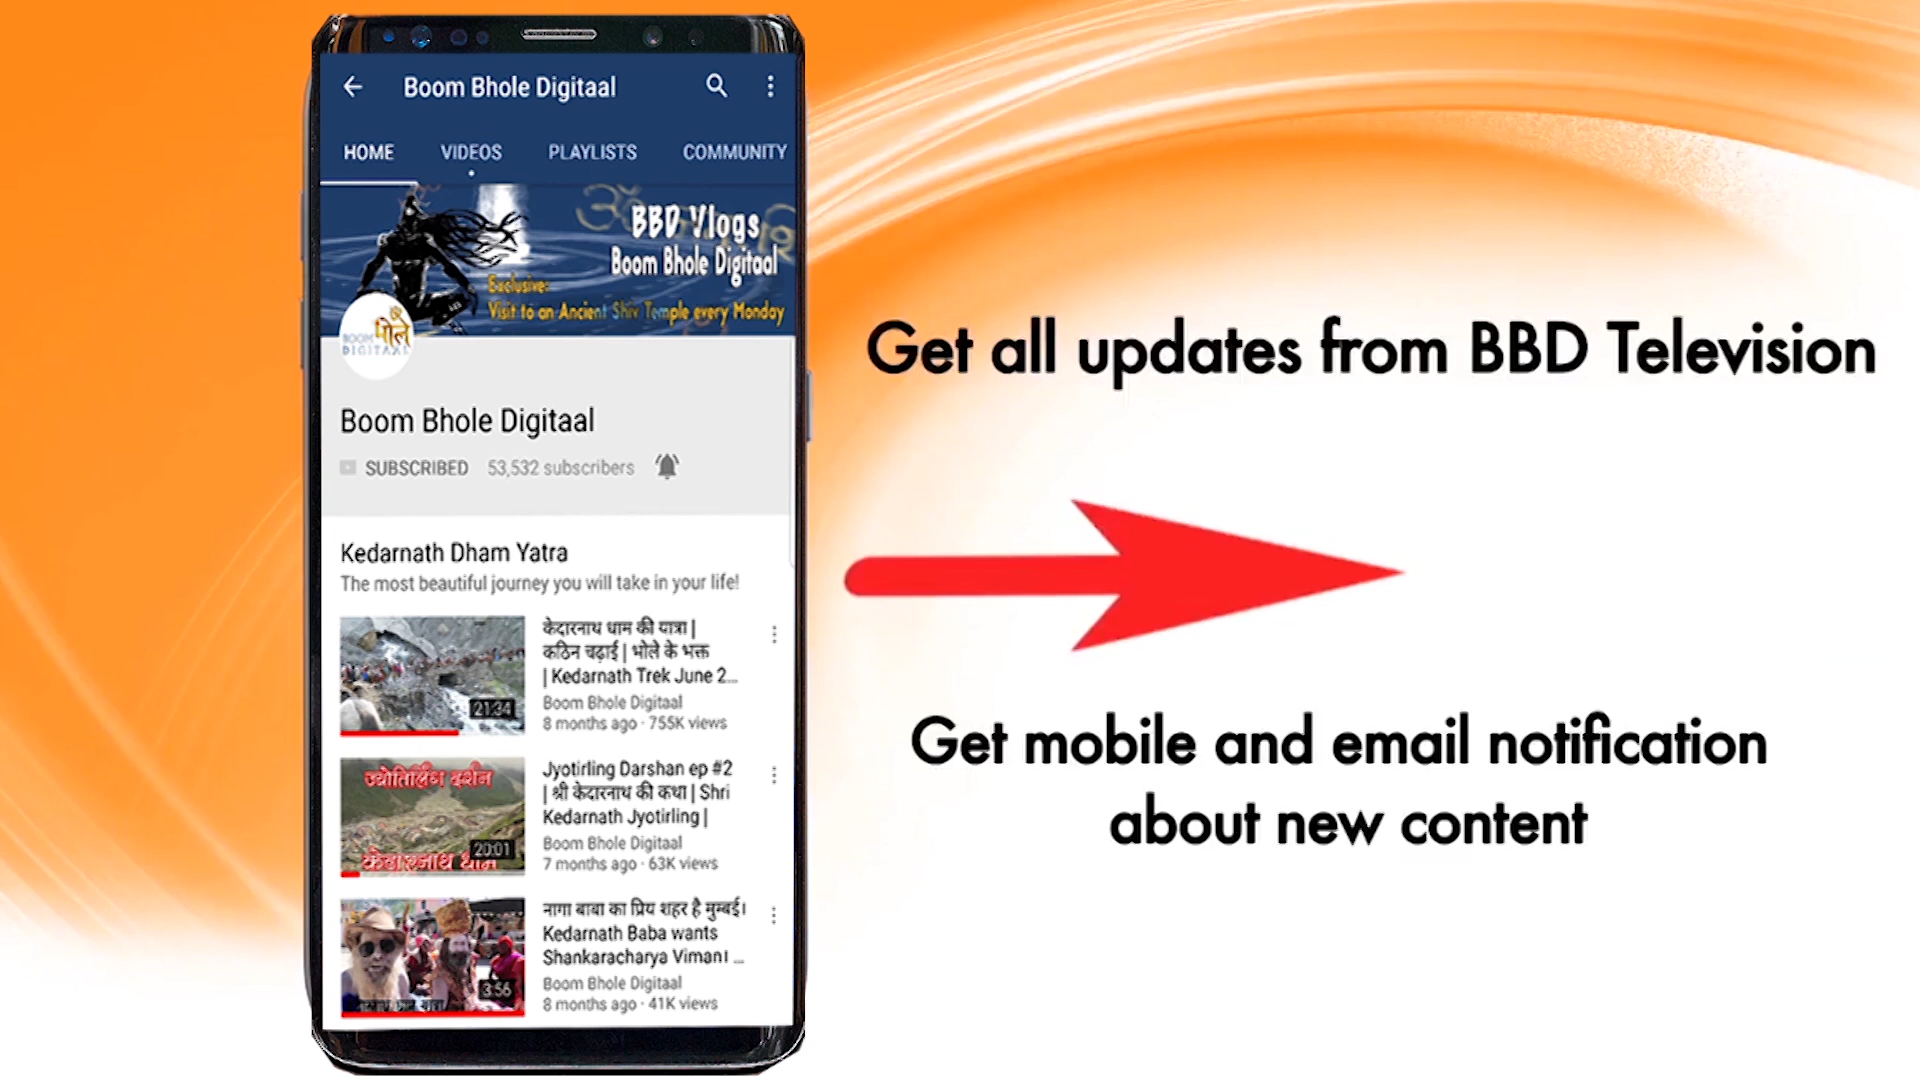 Boom Bhole Digitaal
HOME VIDEOS PLAYLISTS COMMUNITY
BBD Vlogs
Boom Bhole Digitaal
Exclusive:
Visit to an Ancient Shiv Temple every Monday
BOOM भोले
DIGITAAL
Boom Bhole Digitaal
SUBSCRIBED 53,532 subscribers
Kedarnath Dham Yatra
The most beautiful journey you will take in your life!
केदारनाथ धाम की यात्रा |
कठिन चढ़ाई | भोले के भक्त
| Kedarnath Trek June 2...
Boom Bhole Digitaal
8 months ago · 755K views
21:34
ज्योतिर्लिंग दर्शन
केदारनाथ धाम
20:01
Jyotirling Darshan ep #2
| श्री केदारनाथ की कथा | Shri
Kedarnath Jyotirling |
Boom Bhole Digitaal
7 months ago · 63K views
3:56
नागा बाबा का प्रिय शहर है मुम्बई।
Kedarnath Baba wants
Shankaracharya Viman। ...
Boom Bhole Digitaal
8 months ago · 41K views
Get all updates from BBD Television
Get mobile and email notification
about new content